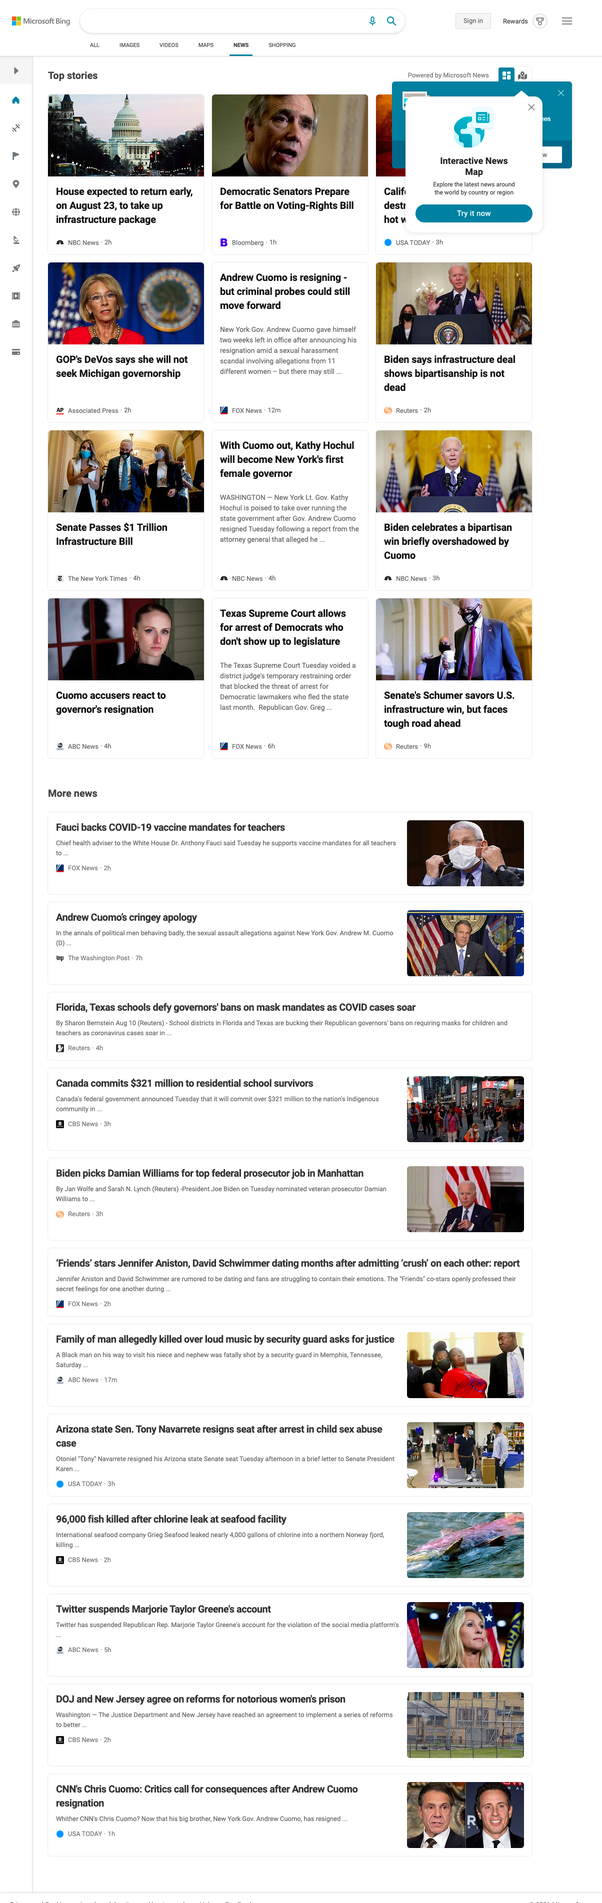 Microsoft Bing
Sign in
Rewards
ALL
IMAGES
VIDEOS
MAPS
NEWS
SHOPPING
Top stories
Powered by Microsoft News
Interactive News
Map
Explore the latest news around
the world by country or region
Try it now
House expected to return early,
on August 23, to take up
infrastructure package
NBC News · 2h
Democratic Senators Prepare
for Battle on Voting-Rights Bill
Bloomberg · 1h
Calif
destr
hot w
USA TODAY · 3h
GOP's DeVos says she will not
seek Michigan governorship
AP
Associated Press · 2h
Andrew Cuomo is resigning -
but criminal probes could still
move forward
New York Gov. Andrew Cuomo gave himself
two weeks left in office after announcing his
resignation amid a sexual harassment
scandal involving allegations from 11
different women – but there may still ...
FOX News · 12m
Biden says infrastructure deal
shows bipartisanship is not
dead
Reuters · 2h
Senate Passes $1 Trillion
Infrastructure Bill
The New York Times · 4h
With Cuomo out, Kathy Hochul
will become New York's first
female governor
WASHINGTON — New York Lt. Gov. Kathy
Hochul is poised to take over running the
state government after Gov. Andrew Cuomo
resigned Tuesday following a report from the
attorney general that alleged he ...
NBC News · 4h
Biden celebrates a bipartisan
win briefly overshadowed by
Cuomo
NBC News · 3h
Cuomo accusers react to
governor's resignation
ABC News · 4h
Texas Supreme Court allows
for arrest of Democrats who
don't show up to legislature
The Texas Supreme Court Tuesday voided a
district judge's temporary restraining order
that blocked the threat of arrest for
Democratic lawmakers who fled the state
last month. Republican Gov. Greg ...
FOX News · 6h
Senate's Schumer savors U.S.
infrastructure win, but faces
tough road ahead
Reuters · 9h
More news
Fauci backs COVID-19 vaccine mandates for teachers
Chief health adviser to the White House Dr. Anthony Fauci said Tuesday he supports vaccine mandates for all teachers
to ...
FOX News · 2h
Andrew Cuomo's cringey apology
In the annals of political men behaving badly, the sexual assault allegations against New York Gov. Andrew M. Cuomo
(D) ...
wp
The Washington Post · 7h
Florida, Texas schools defy governors' bans on mask mandates as COVID cases soar
By Sharon Bernstein Aug 10 (Reuters) - School districts in Florida and Texas are bucking their Republican governors' bans on requiring masks for children and
teachers as coronavirus cases soar in ...
Reuters · 4h
Canada commits $321 million to residential school survivors
Canada's federal government announced Tuesday that it will commit over $321 million to the nation's Indigenous
community in ...
CBS News · 3h
Biden picks Damian Williams for top federal prosecutor job in Manhattan
By Jan Wolfe and Sarah N. Lynch (Reuters) -President Joe Biden on Tuesday nominated veteran prosecutor Damian
Williams to ...
Reuters · 3h
'Friends' stars Jennifer Aniston, David Schwimmer dating months after admitting 'crush' on each other: report
Jennifer Aniston and David Schwimmer are rumored to be dating and fans are struggling to contain their emotions. The "Friends" co-stars openly professed their
secret feelings for one another during ...
FOX News · 2h
Family of man allegedly killed over loud music by security guard asks for justice
A Black man on his way to visit his niece and nephew was fatally shot by a security guard in Memphis, Tennessee,
Saturday ...
ABC News · 17m
Arizona state Sen. Tony Navarrete resigns seat after arrest in child sex abuse
case
Otoniel "Tony" Navarrete resigned his Arizona state Senate seat Tuesday afternoon in a brief letter to Senate President
Karen ...
USA TODAY · 3h
96,000 fish killed after chlorine leak at seafood facility
International seafood company Grieg Seafood leaked nearly 4,000 gallons of chlorine into a northern Norway fjord,
killing ...
CBS News · 2h
Twitter suspends Marjorie Taylor Greene's account
Twitter has suspended Republican Rep. Marjorie Taylor Greene's account for the violation of the social media platform's
...
ABC News · 5h
DOJ and New Jersey agree on reforms for notorious women's prison
Washington — The Justice Department and New Jersey have reached an agreement to implement a series of reforms
to better ...
CBS News · 2h
CNN's Chris Cuomo: Critics call for consequences after Andrew Cuomo
resignation
Whither CNN's Chris Cuomo? Now that his big brother, New York Gov. Andrew Cuomo, has resigned ...
USA TODAY · 1h